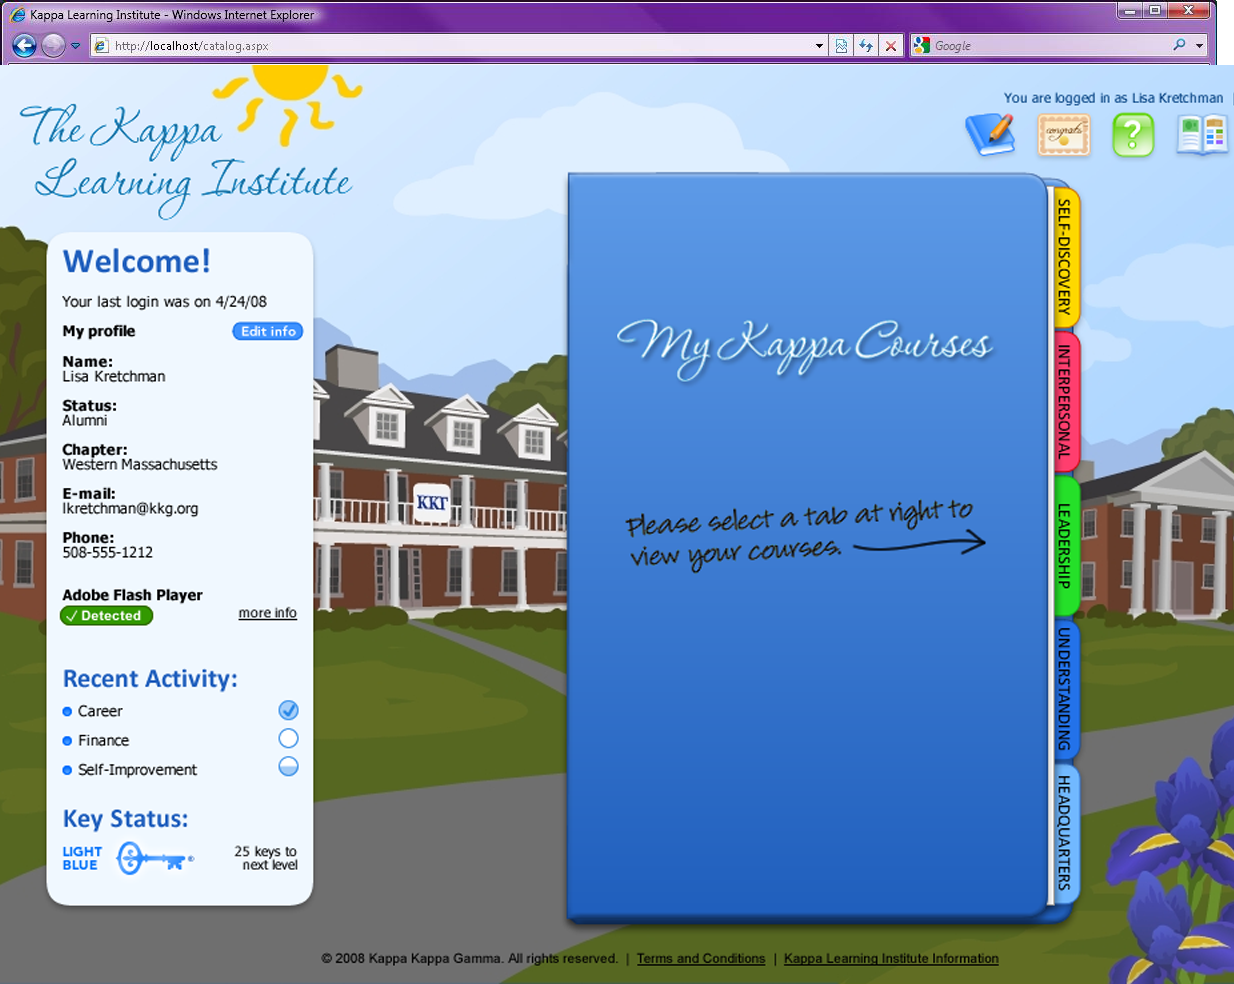 Kappa Learning Institute - Windows Internet Explorer
http://localhost/catalog.aspx
Google
You are logged in as Lisa Kretchman |
The Kappa
Learning Institute
congrats
?
Welcome!
Your last login was on 4/24/08
My profile
Edit info
Name:
Lisa Kretchman
Status:
Alumni
Chapter:
Western Massachusetts
E-mail:
lkretchman@kkg.org
Phone:
508-555-1212
Adobe Flash Player
✓ Detected
more info
Recent Activity:
Career
Finance
Self-Improvement
Key Status:
LIGHT
BLUE
25 keys to
next level
ΚΚΓ
My Kappa Courses
Please select a tab at right to
view your courses.
SELF-DISCOVERY
INTERPERSONAL
LEADERSHIP
UNDERSTANDING
HEADQUARTERS
© 2008 Kappa Kappa Gamma. All rights reserved. | Terms and Conditions | Kappa Learning Institute Information